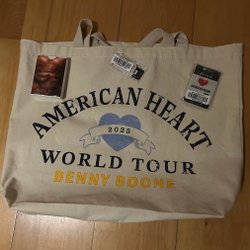 AMERICAN HEART
2025
WORLD TOUR
BENNY BOONE